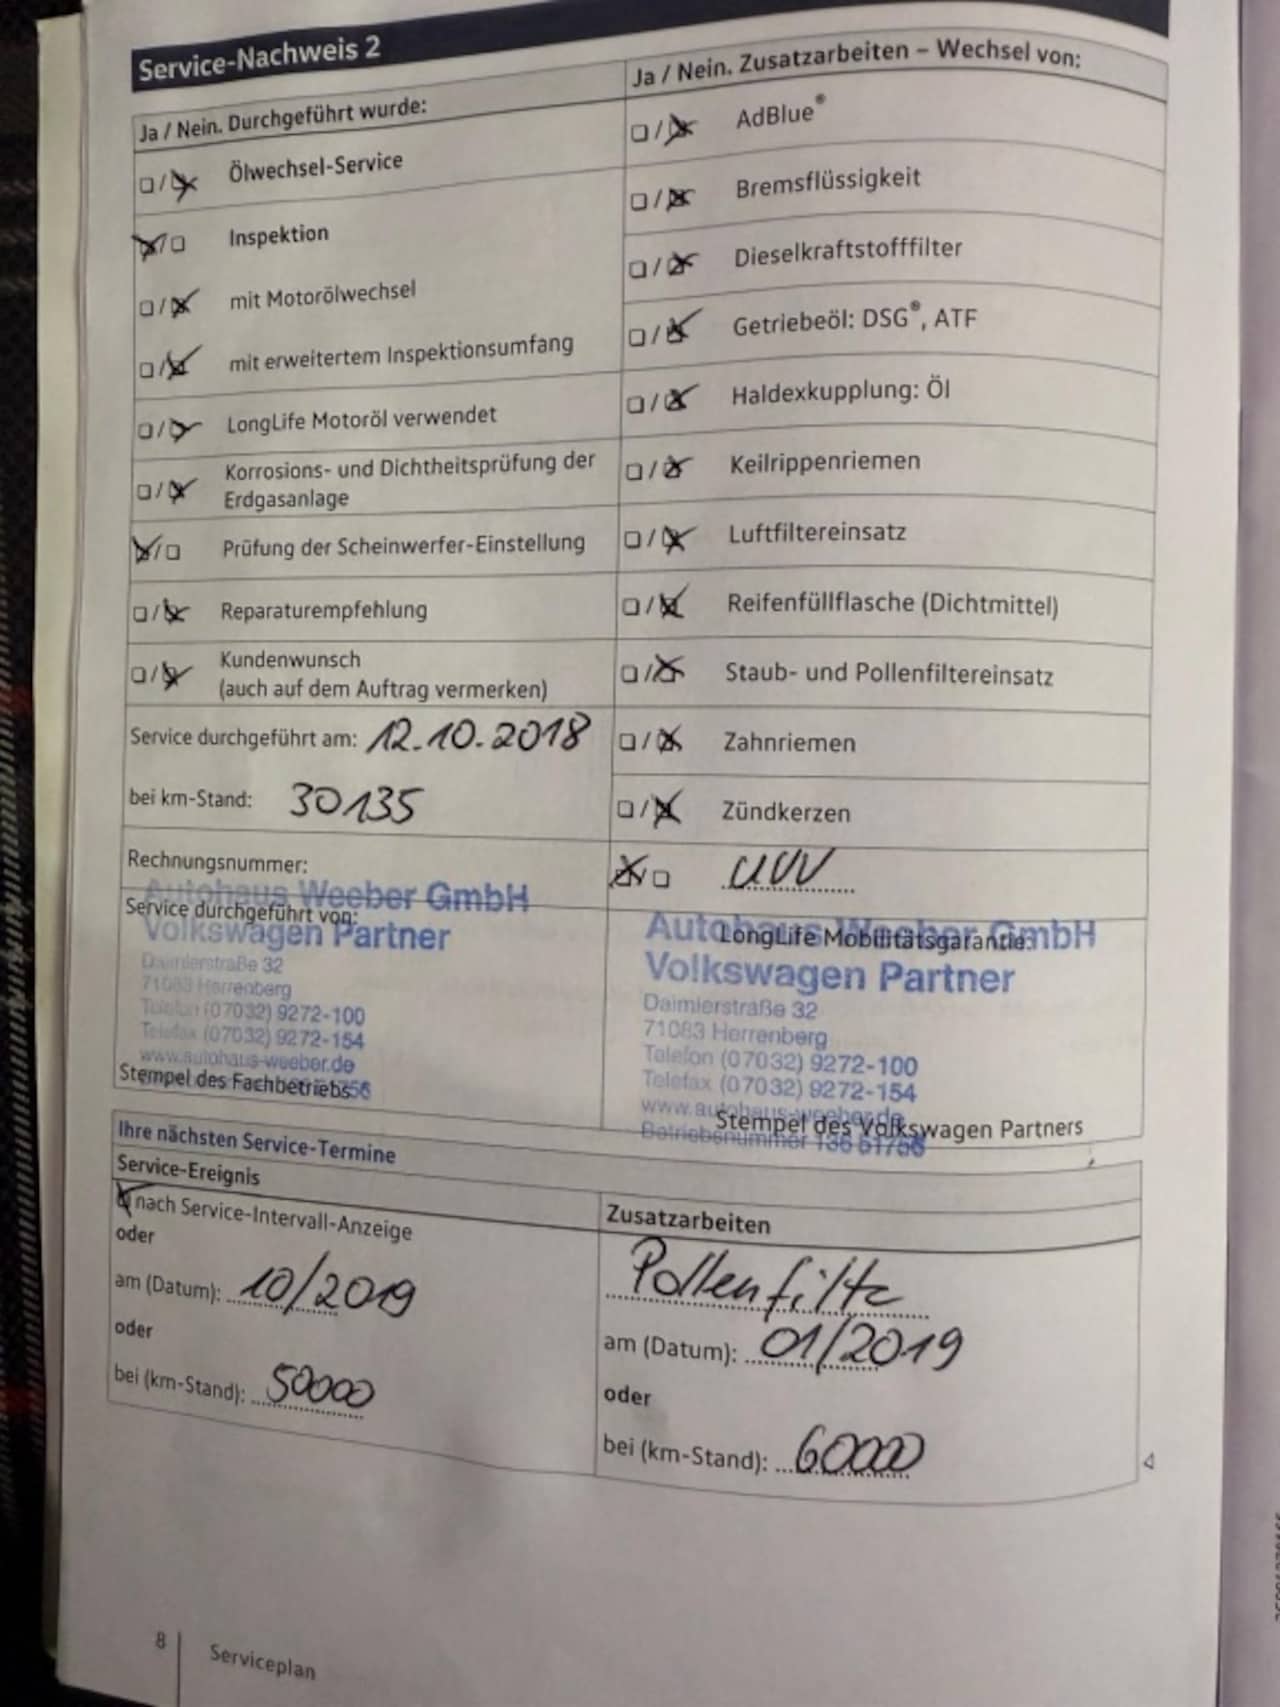 Service-Nachweis 2
Ja / Nein. Durchgeführt wurde:
Ölwechsel-Service
Inspektion
mit Motorölwechsel
mit erweitertem Inspektionsumfang
LongLife Motoröl verwendet
Korrosions- und Dichtheitsprüfung der
Erdgasanlage
Prüfung der Scheinwerfer-Einstellung
Reparaturempfehlung
Kundenwunsch
(auch auf dem Auftrag vermerken)
Service durchgeführt am: 12.10.2018
bei km-Stand: 30135
Rechnungsnummer:
Service durchgeführt von:
Autohaus Weeber GmbH
Volkswagen Partner
Daimlerstraße 32
71083 Herrenberg
Telefon (07032) 9272-100
Telefax (07032) 9272-154
www.autohaus-weeber.de
Stempel des Fachbetriebs
Ja / Nein. Zusatzarbeiten – Wechsel von:
AdBlue®
Bremsflüssigkeit
Dieselkraftstofffilter
Getriebeöl: DSG®, ATF
Haldexkupplung: Öl
Keilrippenriemen
Luftfiltereinsatz
Reifenfüllflasche (Dichtmittel)
Staub- und Pollenfiltereinsatz
Zahnriemen
Zündkerzen
UVV
LongLife Mobilitätsgarantie:
Autohaus Weeber GmbH
Volkswagen Partner
Daimlerstraße 32
71083 Herrenberg
Telefon (07032) 9272-100
Telefax (07032) 9272-154
www.autohaus-weeber.de
Betriebsnummer 136 51756
Stempel des Volkswagen Partners
Ihre nächsten Service-Termine
Service-Ereignis
nach Service-Intervall-Anzeige
oder
am (Datum): 10/2019
oder
bei (km-Stand): 50000
Zusatzarbeiten
Pollenfilte
am (Datum): 01/2019
oder
bei (km-Stand): 60000
8
Serviceplan